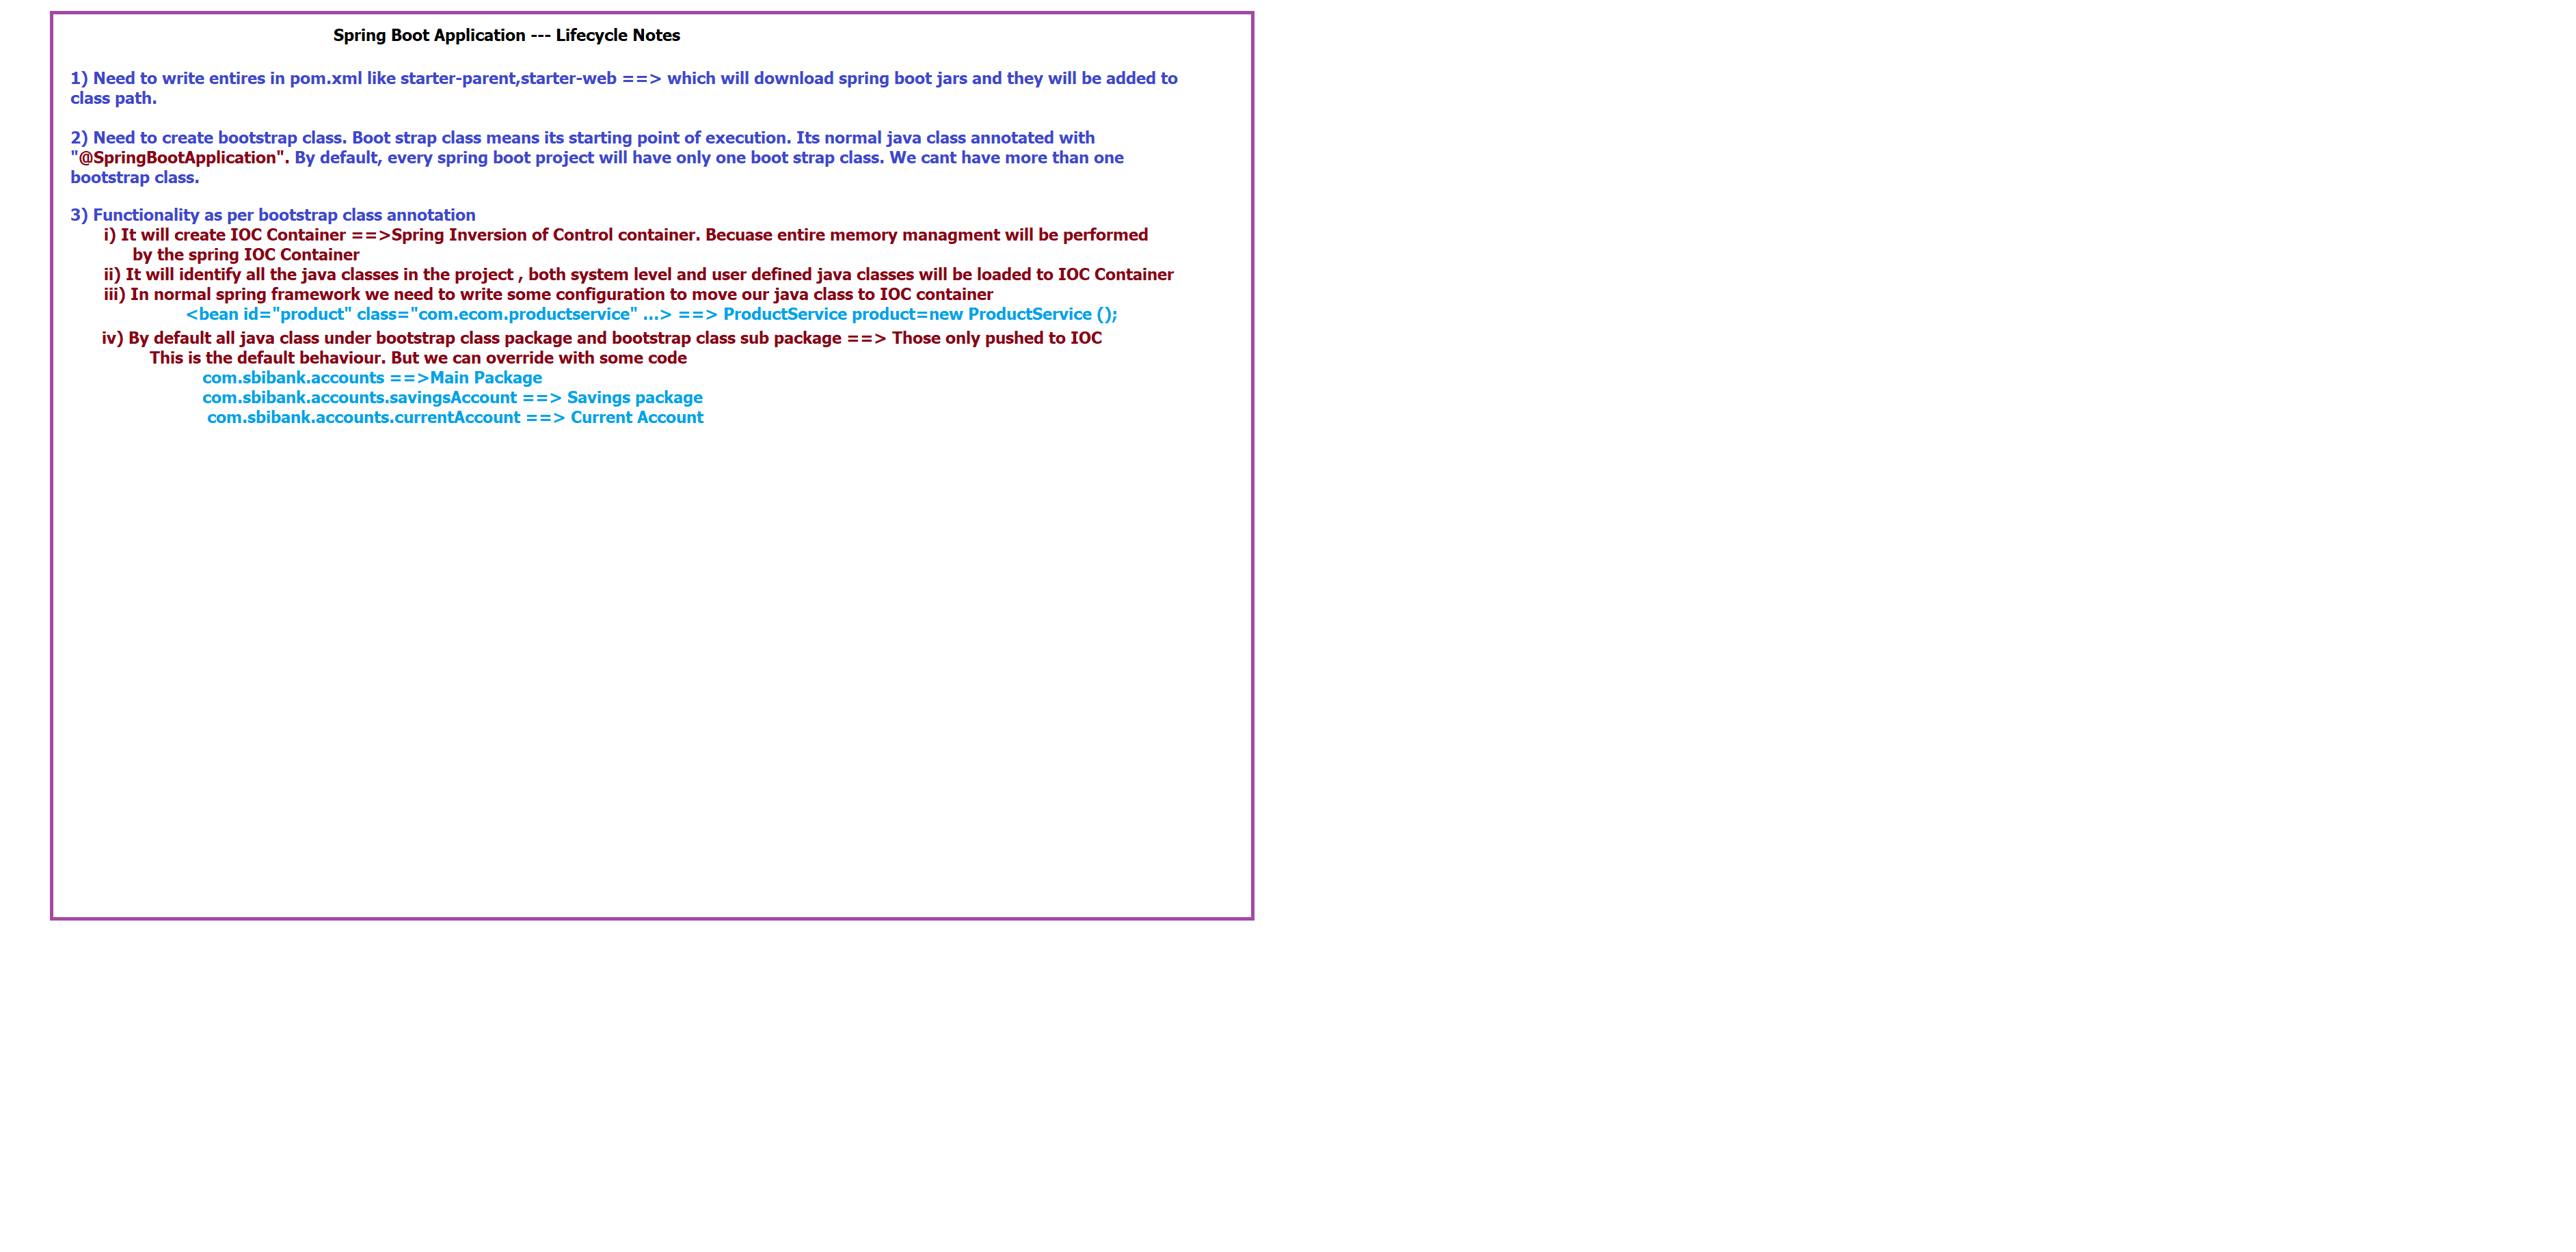 Spring Boot Application --- Lifecycle Notes
1) Need to write entires in pom.xml like starter-parent,starter-web ==> which will download spring boot jars and they will be added to
class path.
2) Need to create bootstrap class. Boot strap class means its starting point of execution. Its normal java class annotated with
"@SpringBootApplication". By default, every spring boot project will have only one boot strap class. We cant have more than one
bootstrap class.
3) Functionality as per bootstrap class annotation
i) It will create IOC Container ==>Spring Inversion of Control container. Becuase entire memory managment will be performed
by the spring IOC Container
ii) It will identify all the java classes in the project , both system level and user defined java classes will be loaded to IOC Container
iii) In normal spring framework we need to write some configuration to move our java class to IOC container
<bean id="product" class="com.ecom.productservice" ...> ==> ProductService product=new ProductService ();
iv) By default all java class under bootstrap class package and bootstrap class sub package ==> Those only pushed to IOC
This is the default behaviour. But we can override with some code
com.sbibank.accounts ==>Main Package
com.sbibank.accounts.savingsAccount ==> Savings package
com.sbibank.accounts.currentAccount ==> Current Account